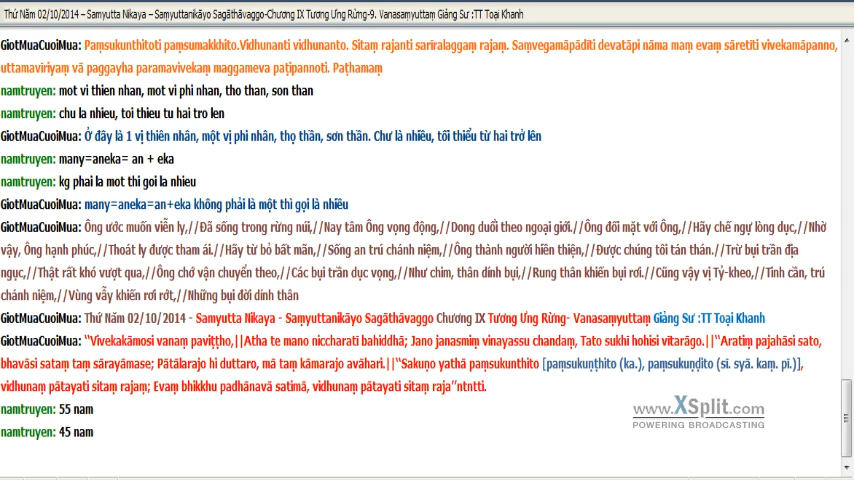 Thứ Năm 02/10/2014 – Samyutta Nikaya – Saṃyuttanikāyo Sagāthāvaggo-Chương IX Tương Ưng Rừng-9. Vanasaṃyuttaṃ Giảng Sư :TT Toại Khanh
GiotMuaCuoiMua: Paṃsukunthitoti paṃsumakkhito.Vidhunanti vidhunanto. Sitaṃ rajanti sarīralaggaṃ rajaṃ. Saṃvegamāpādīti devatāpi nāma maṃ evaṃ sāretīti vivekamāpanno,
uttamavīriyaṃ vā paggayha paramavivekaṃ maggameva paṭipannoti. Paṭhamaṃ
namtruyen: mot vi thien nhan, mot vi phi nhan, tho than, son than
namtruyen: chu la nhieu, toi thieu tu hai tro len
GiotMuaCuoiMua: Ở đây là 1 vị thiên nhân, một vị phi nhân, thọ thần, sơn thần. Chư là nhiều, tối thiểu từ hai trở lên
namtruyen: many=aneka= an + eka
namtruyen: kg phai la mot thi goi la nhieu
GiotMuaCuoiMua: many=aneka=an+eka không phải là một thì gọi là nhiều
GiotMuaCuoiMua: Ông ước muốn viễn ly,//Đã sống trong rừng núi,//Nay tâm Ông vọng động,//Dong duổi theo ngoại giới.//Ông đối mặt với Ông,//Hãy chế ngự lòng dục,//Nhờ
vậy, Ông hạnh phúc,//Thoát ly được tham ái.//Hãy từ bỏ bất mãn,//Sống an trú chánh niệm,//Ông thành người hiền thiện,//Được chúng tôi tán thán.//Trừ bụi trần địa
ngục,//Thật rất khó vượt qua,//Ông chớ vận chuyển theo,//Các bụi trần dục vọng,//Như chim, thân dính bụi,//Rung thân khiến bụi rơi.//Cũng vậy vị Tỷ-kheo,//Tinh cần, trú
chánh niệm,//Vùng vẫy khiến rơi rớt,//Những bụi đời dính thân
GiotMuaCuoiMua: Thứ Năm 02/10/2014 - Samyutta Nikaya - Saṃyuttanikāyo Sagāthāvaggo Chương IX Tương Ưng Rừng- Vanasaṃyuttaṃ Giảng Sư :TT Toại Khanh
GiotMuaCuoiMua: "Vivekakāmosi vanaṃ paviṭṭho,||Atha te mano niccharatī bahiddhā; Jano janasmiṃ vinayassu chandaṃ, Tato sukhī hohisi vītarāgo.||"Aratiṃ pajahāsi sato,
bhavāsi sataṃ taṃ sārayāmase; Pātālarajo hi duttaro, mā taṃ kāmarajo avāhari.||"Sakuṇo yathā paṃsukunthito [paṃsukuṇṭhito (ka.), paṃsukuṇḍito (sī. syā. kaṃ. pī.)],
vidhunaṃ pātayati sitaṃ rajaṃ; Evaṃ bhikkhu padhānavā satimā, vidhunaṃ pātayati sitaṃ raja"ntntti.
namtruyen: 55 nam
namtruyen: 45 nam
www.XSplit.com
POWERING BROADCASTING